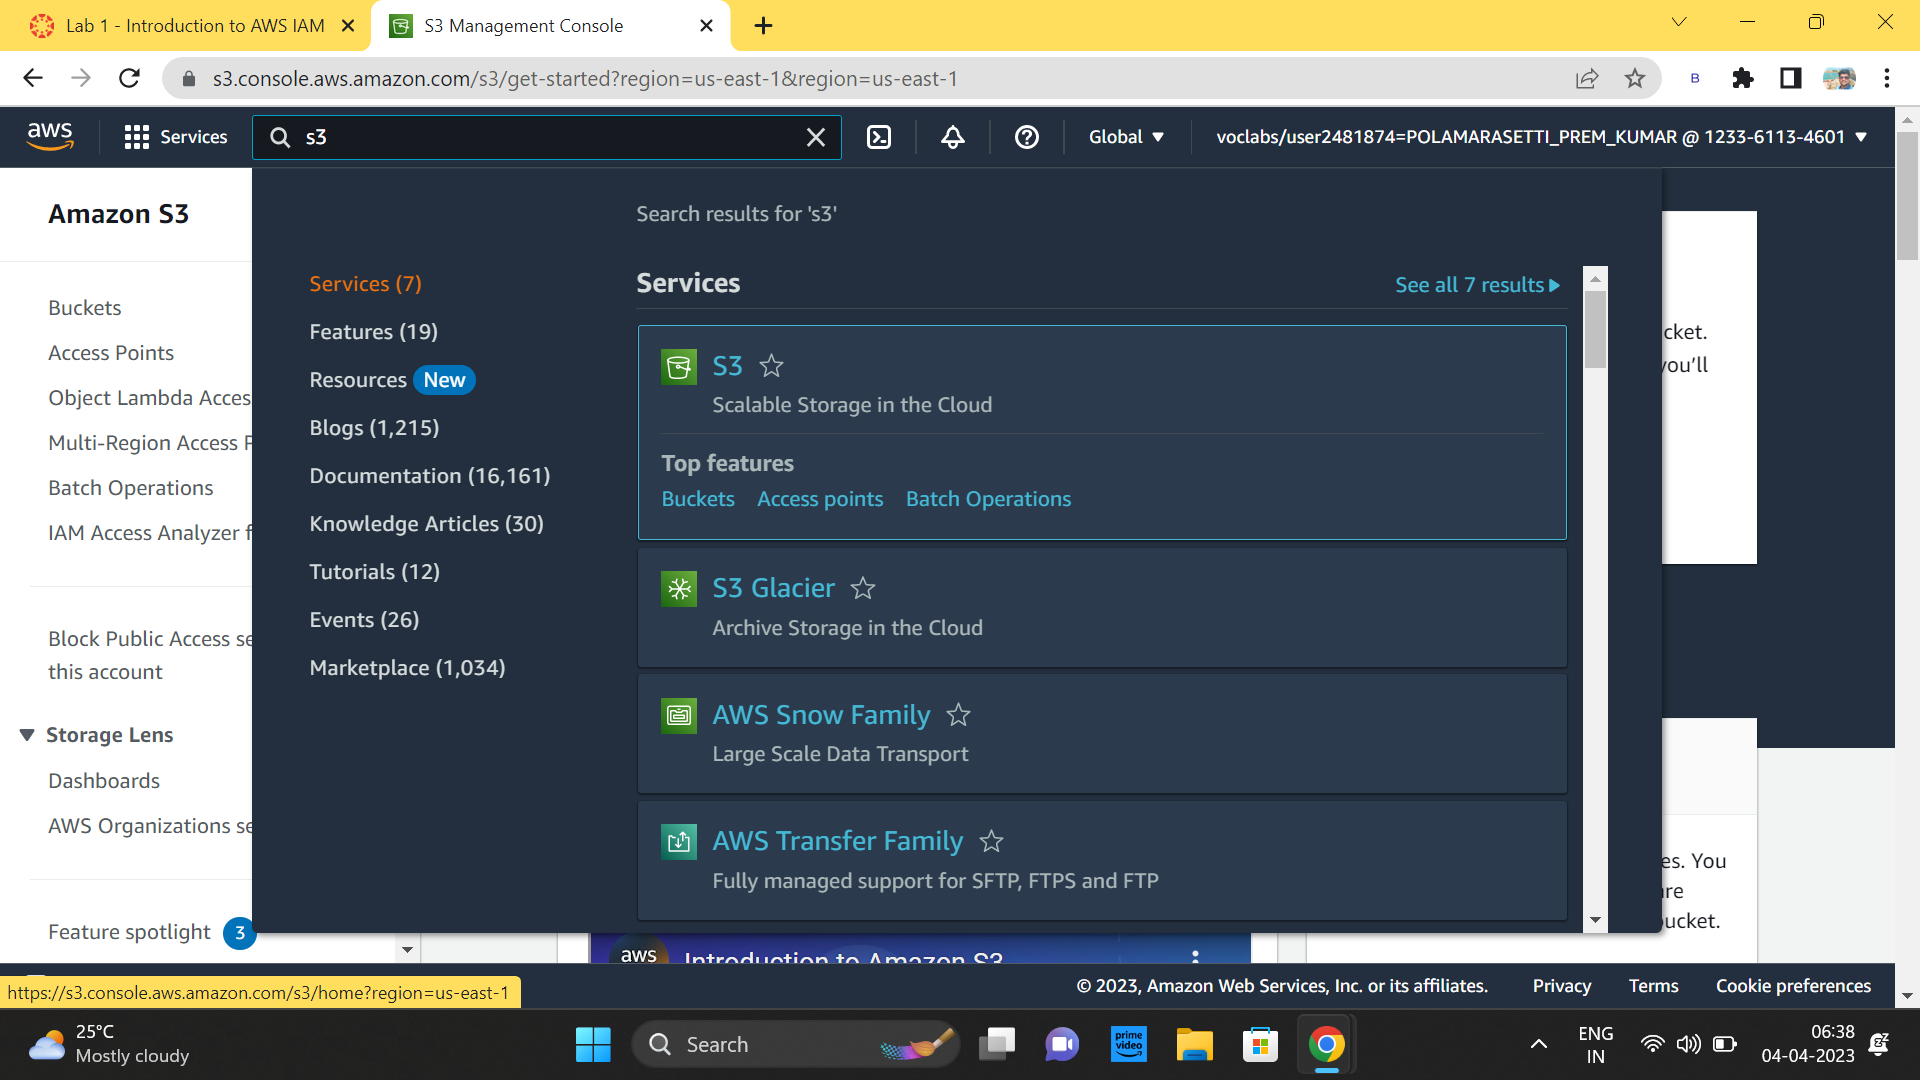 Lab 1 - Introduction to AWS IAM
S3 Management Console
s3.console.aws.amazon.com/s3/get-started?region=us-east-1&region=us-east-1
B
aws
Services
s3
Global
voclabs/user2481874=POLAMARASETTI_PREM_KUMAR @ 1233-6113-4601
Amazon S3
Buckets
Access Points
Object Lambda Acces
Multi-Region Access P
Batch Operations
IAM Access Analyzer f
Block Public Access se
this account
Storage Lens
Dashboards
AWS Organizations se
Feature spotlight 3
Search results for 's3'
Services (7)
Features (19)
Resources New
Blogs (1,215)
Documentation (16,161)
Knowledge Articles (30)
Tutorials (12)
Events (26)
Marketplace (1,034)
Services
See all 7 results
S3
Scalable Storage in the Cloud
Top features
Buckets Access points Batch Operations
S3 Glacier
Archive Storage in the Cloud
AWS Snow Family
Large Scale Data Transport
AWS Transfer Family
Fully managed support for SFTP, FTPS and FTP
cket.
you'll
es. You
are
ucket.
aws
Introduction to Amazon S3
https://s3.console.aws.amazon.com/s3/home?region=us-east-1
© 2023, Amazon Web Services, Inc. or its affiliates.
Privacy
Terms
Cookie preferences
25°C
Mostly cloudy
Search
prime
video
ENG
IN
06:38
04-04-2023